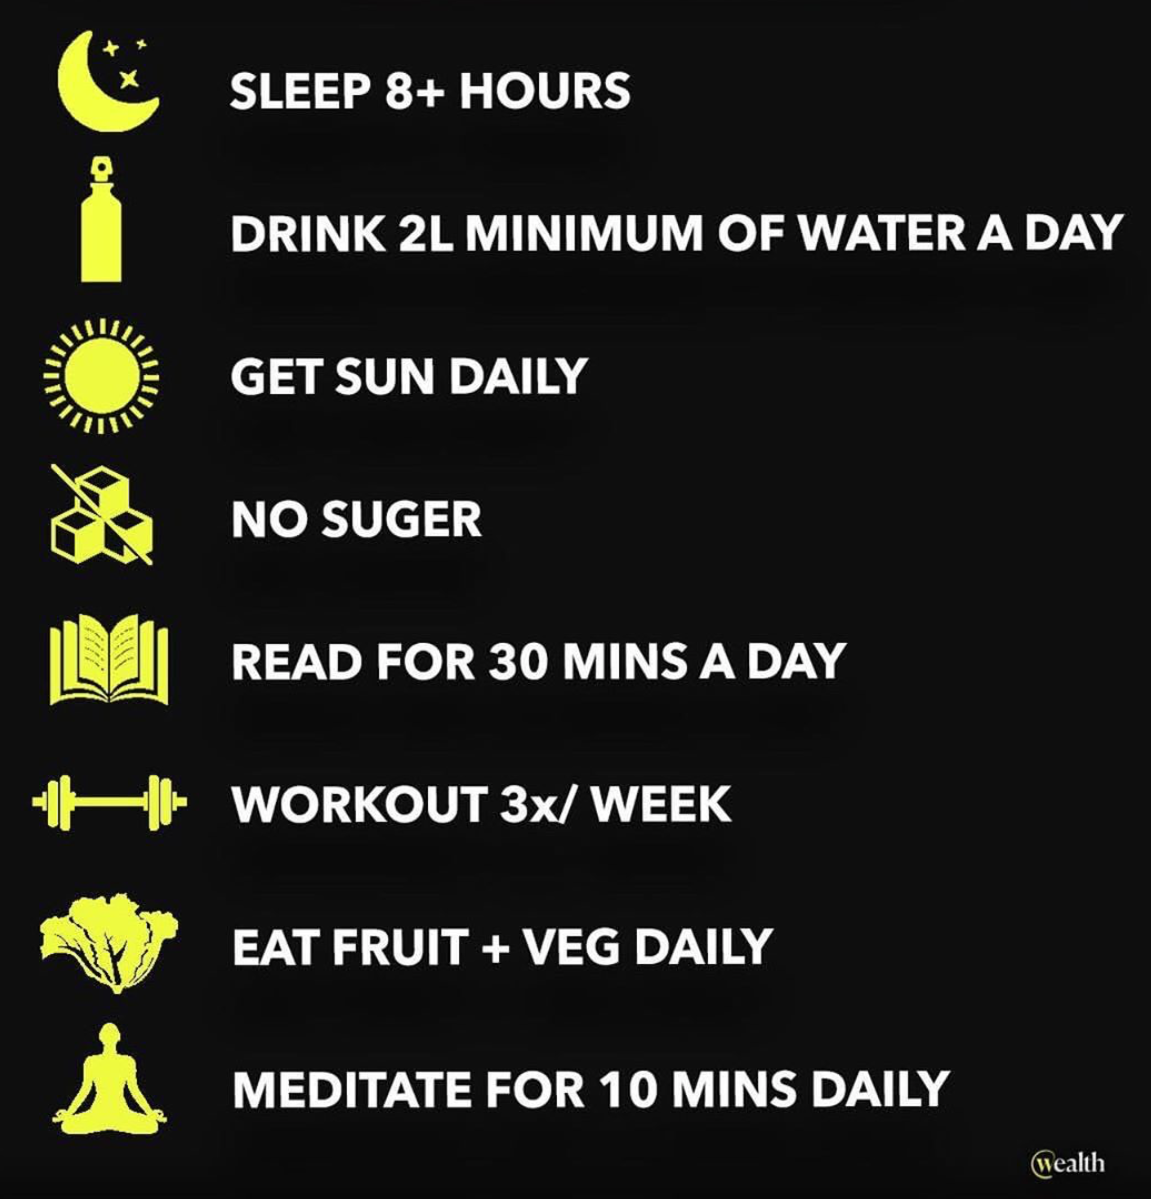 SLEEP 8+ HOURS
DRINK 2L MINIMUM OF WATER A DAY
GET SUN DAILY
NO SUGER
READ FOR 30 MINS A DAY
WORKOUT 3x/ WEEK
EAT FRUIT + VEG DAILY
MEDITATE FOR 10 MINS DAILY
@wealth